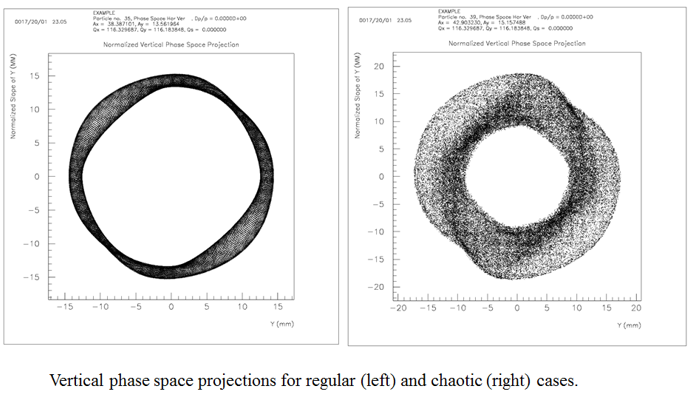 0017/20/01 23.05
EXAMPLE
Particle no. 35, Phase Space Hor Ver , Dp/p = 0.00000+00
Ax = 38.387101, Ay = 13.561964
Qx = 116.329687, Qy = 116.183848, Qs = 0.000000
Normalized Vertical Phase Space Projection
Normalized Slope of Y (MM)
15
10
5
0
−5
−10
−15
−15 −10 −5 0 5 10 15
Y (mm)
0017/20/01 23.05
EXAMPLE
Particle no. 39, Phase Space Hor Ver , Dp/p = 0.00000+00
Ax = 42.903230, Ay = 15.157488
Qx = 116.329687, Qy = 116.183848, Qs = 0.000000
Normalized Vertical Phase Space Projection
Normalized Slope of Y (MM)
20
15
10
5
0
−5
−10
−15
−20
−20 −15 −10 −5 0 5 10 15 20
Y (mm)
Vertical phase space projections for regular (left) and chaotic (right) cases.